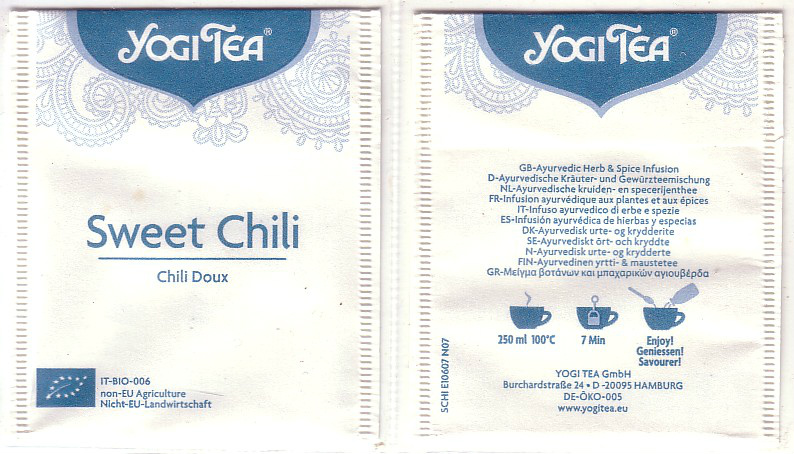 YOGI TEA®
Sweet Chili
Chili Doux
IT-BIO-006
non-EU Agriculture
Nicht-EU-Landwirtschaft
YOGI TEA®
GB-Ayurvedic Herb & Spice Infusion
D-Ayurvedische Kräuter- und Gewürzteemischung
NL-Ayurvedische kruiden- en specerijenthee
FR-Infusion ayurvédique aux plantes et aux épices
IT-Infuso ayurvedico di erbe e spezie
ES-Infusión ayurvédica de hierbas y especias
DK-Ayurvedisk urte- og krydderite
SE-Ayurvediskt ört- och kryddte
N-Ayurvedisk urte- og krydderte
FIN-Ayurvedinen yrtti- & maustetee
GR-Μείγμα βοτάνων και μπαχαρικών αγιουβέρδα
250 ml 100°C
7 Min
Enjoy!
Geniessen!
Savourer!
SCHI E10607 N07
YOGI TEA GmbH
Burchardstraße 24 • D -20095 HAMBURG
DE-ÖKO-005
www.yogitea.eu